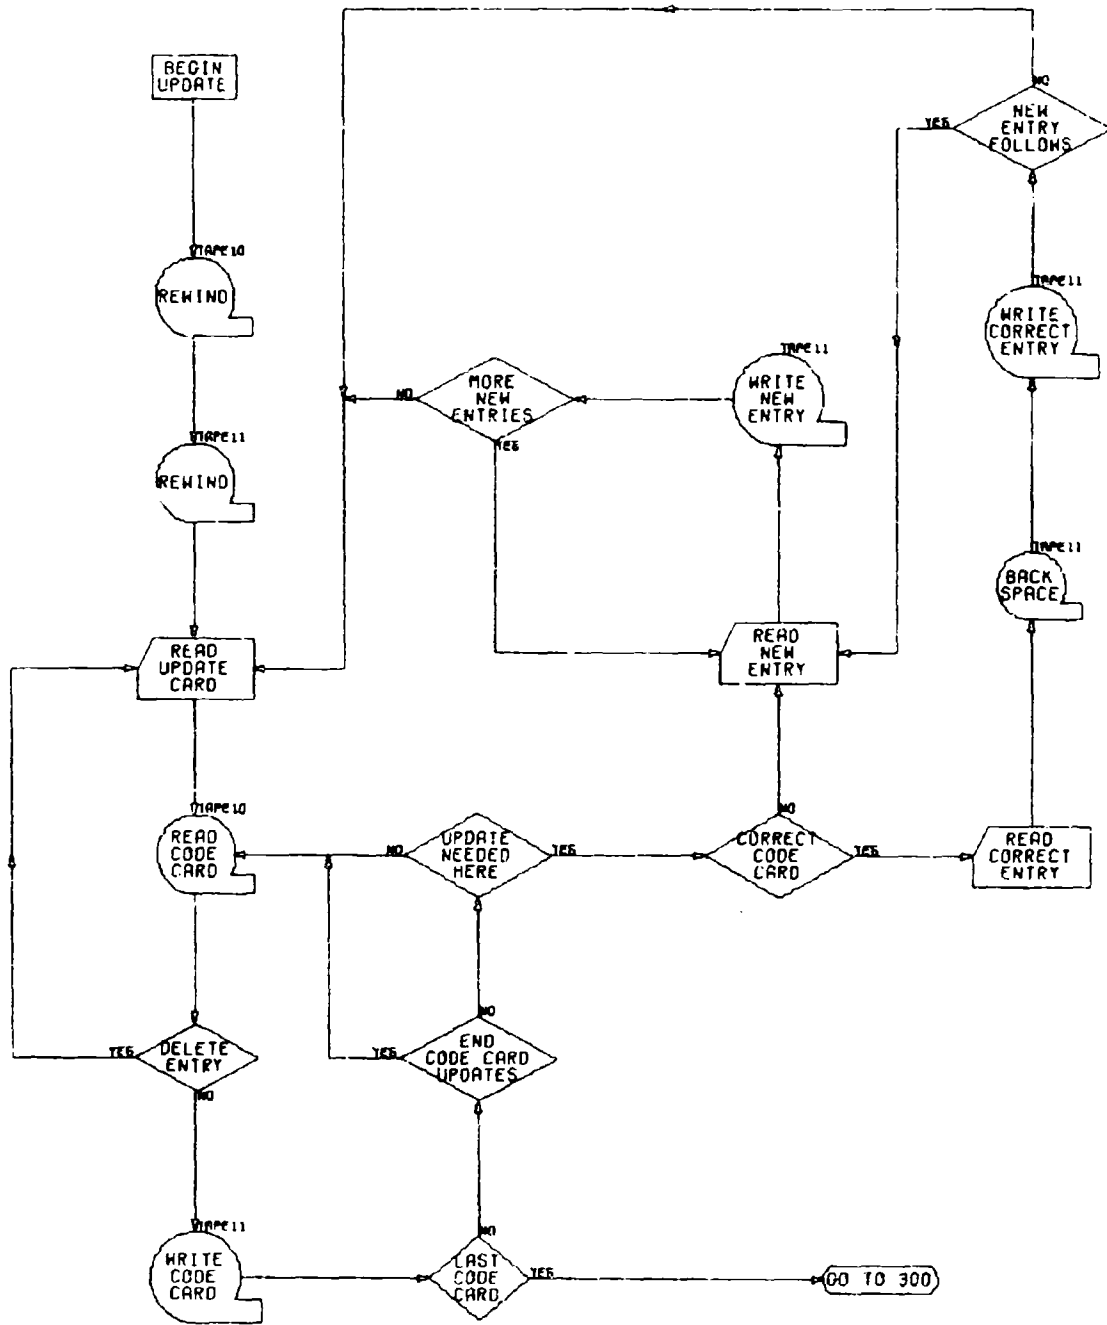 BEGIN
UPDATE
NO
NEW
ENTRY
FOLLOWS
YES
TAPE10
REWIND
TAPE11
WRITE
CORRECT
ENTRY
TAPE11
WRITE
NEW
ENTRY
MORE
NEW
ENTRIES
NO
YES
TAPE11
REWIND
TAPE11
BACK
SPACE
READ
UPDATE
CARD
READ
NEW
ENTRY
TAPE10
READ
CODE
CARD
NO
UPDATE
NEEDED
HERE
YES
NO
CORRECT
CODE
CARD
YES
READ
CORRECT
ENTRY
NO
END
CODE CARD
UPDATES
YES
YES
DELETE
ENTRY
NO
TAPE11
WRITE
CODE
CARD
NO
LAST
CODE
CARD
YES
GO TO 300